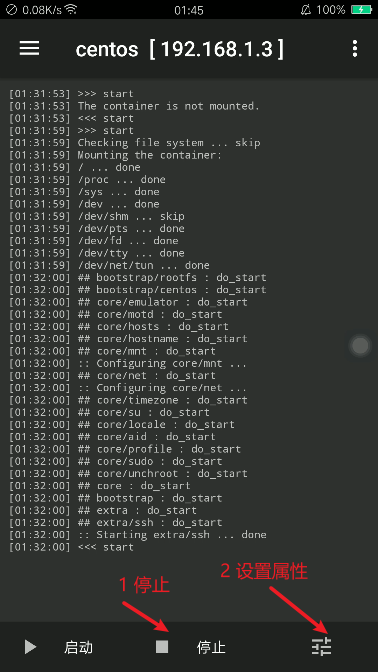 0.08K/s
01:45
100%
centos [ 192.168.1.3 ]
[01:31:53] >>> start
[01:31:53] The container is not mounted.
[01:31:53] <<< start
[01:31:59] >>> start
[01:31:59] Checking file system ... skip
[01:31:59] Mounting the container:
[01:31:59] / ... done
[01:31:59] /proc ... done
[01:31:59] /sys ... done
[01:31:59] /dev ... done
[01:31:59] /dev/shm ... skip
[01:31:59] /dev/pts ... done
[01:31:59] /dev/fd ... done
[01:31:59] /dev/tty ... done
[01:31:59] /dev/net/tun ... done
[01:32:00] ## bootstrap/rootfs : do_start
[01:32:00] ## bootstrap/centos : do_start
[01:32:00] ## core/emulator : do_start
[01:32:00] ## core/motd : do_start
[01:32:00] ## core/hosts : do_start
[01:32:00] ## core/hostname : do_start
[01:32:00] ## core/mnt : do_start
[01:32:00] :: Configuring core/mnt ...
[01:32:00] ## core/net : do_start
[01:32:00] :: Configuring core/net ...
[01:32:00] ## core/timezone : do_start
[01:32:00] ## core/su : do_start
[01:32:00] ## core/locale : do_start
[01:32:00] ## core/aid : do_start
[01:32:00] ## core/profile : do_start
[01:32:00] ## core/sudo : do_start
[01:32:00] ## core/unchroot : do_start
[01:32:00] ## core : do_start
[01:32:00] ## bootstrap : do_start
[01:32:00] ## extra : do_start
[01:32:00] ## extra/ssh : do_start
[01:32:00] :: Starting extra/ssh ... done
[01:32:00] <<< start
1 停止
2 设置属性
启动
停止